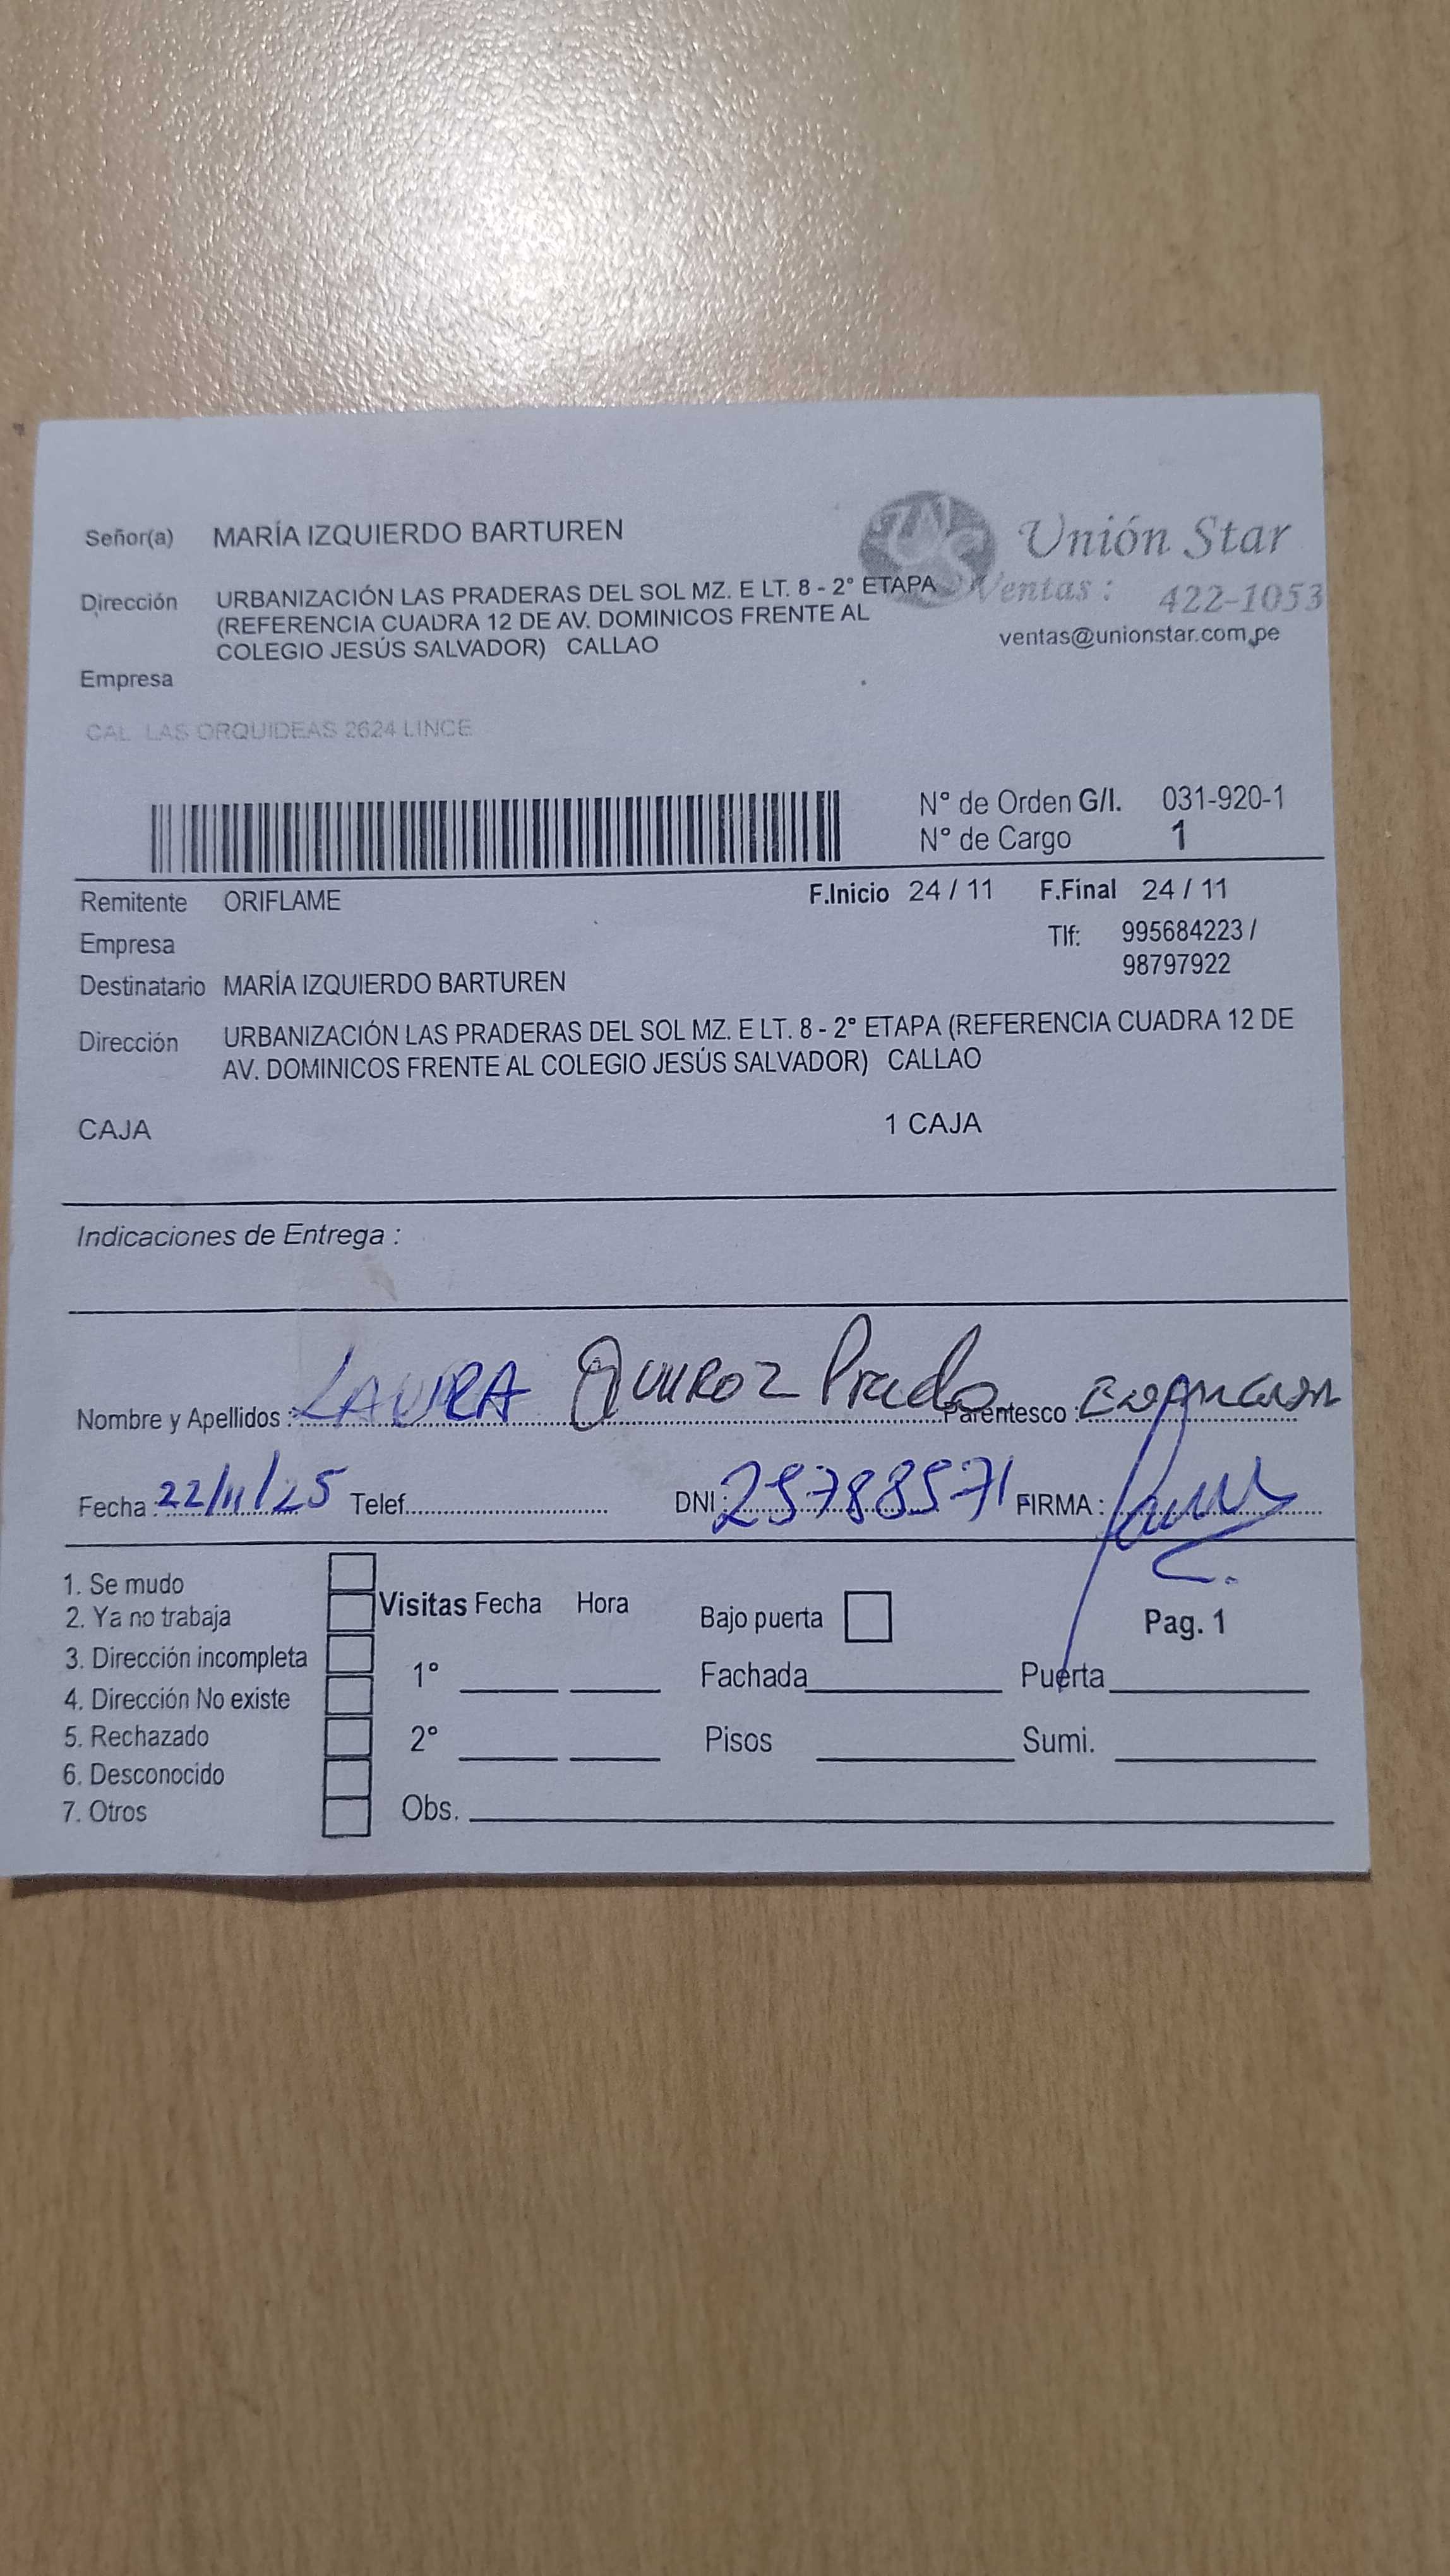 Señor(a) MARÍA IZQUIERDO BARTUREN
Unión Star
Dirección URBANIZACIÓN LAS PRADERAS DEL SOL MZ. E LT. 8 - 2° ETAPA
Ventas : 422-1053
(REFERENCIA CUADRA 12 DE AV. DOMINICOS FRENTE AL
ventas@unionstar.com.pe
COLEGIO JESÚS SALVADOR) CALLAO
Empresa
CAL LAS ORQUIDEAS 2624 LINCE
N° de Orden G/I. 031-920-1
N° de Cargo 1
Remitente ORIFLAME F.Inicio 24 / 11 F.Final 24 / 11
Empresa Tlf: 995684223 /
98797922
Destinatario MARÍA IZQUIERDO BARTUREN
Dirección URBANIZACIÓN LAS PRADERAS DEL SOL MZ. E LT. 8 - 2° ETAPA (REFERENCIA CUADRA 12 DE
AV. DOMINICOS FRENTE AL COLEGIO JESÚS SALVADOR) CALLAO
CAJA 1 CAJA
Indicaciones de Entrega :
Nombre y Apellidos : LAURA Quiroz Prado Parentesco :
Fecha : 22/11/25 Telef. DNI : 25788571 FIRMA :
1. Se mudo
2. Ya no trabaja
3. Dirección incompleta
4. Dirección No existe
5. Rechazado
6. Desconocido
7. Otros
Visitas Fecha Hora
1°
2°
Obs.
Bajo puerta
Pag. 1
Fachada Puerta
Pisos Sumi.